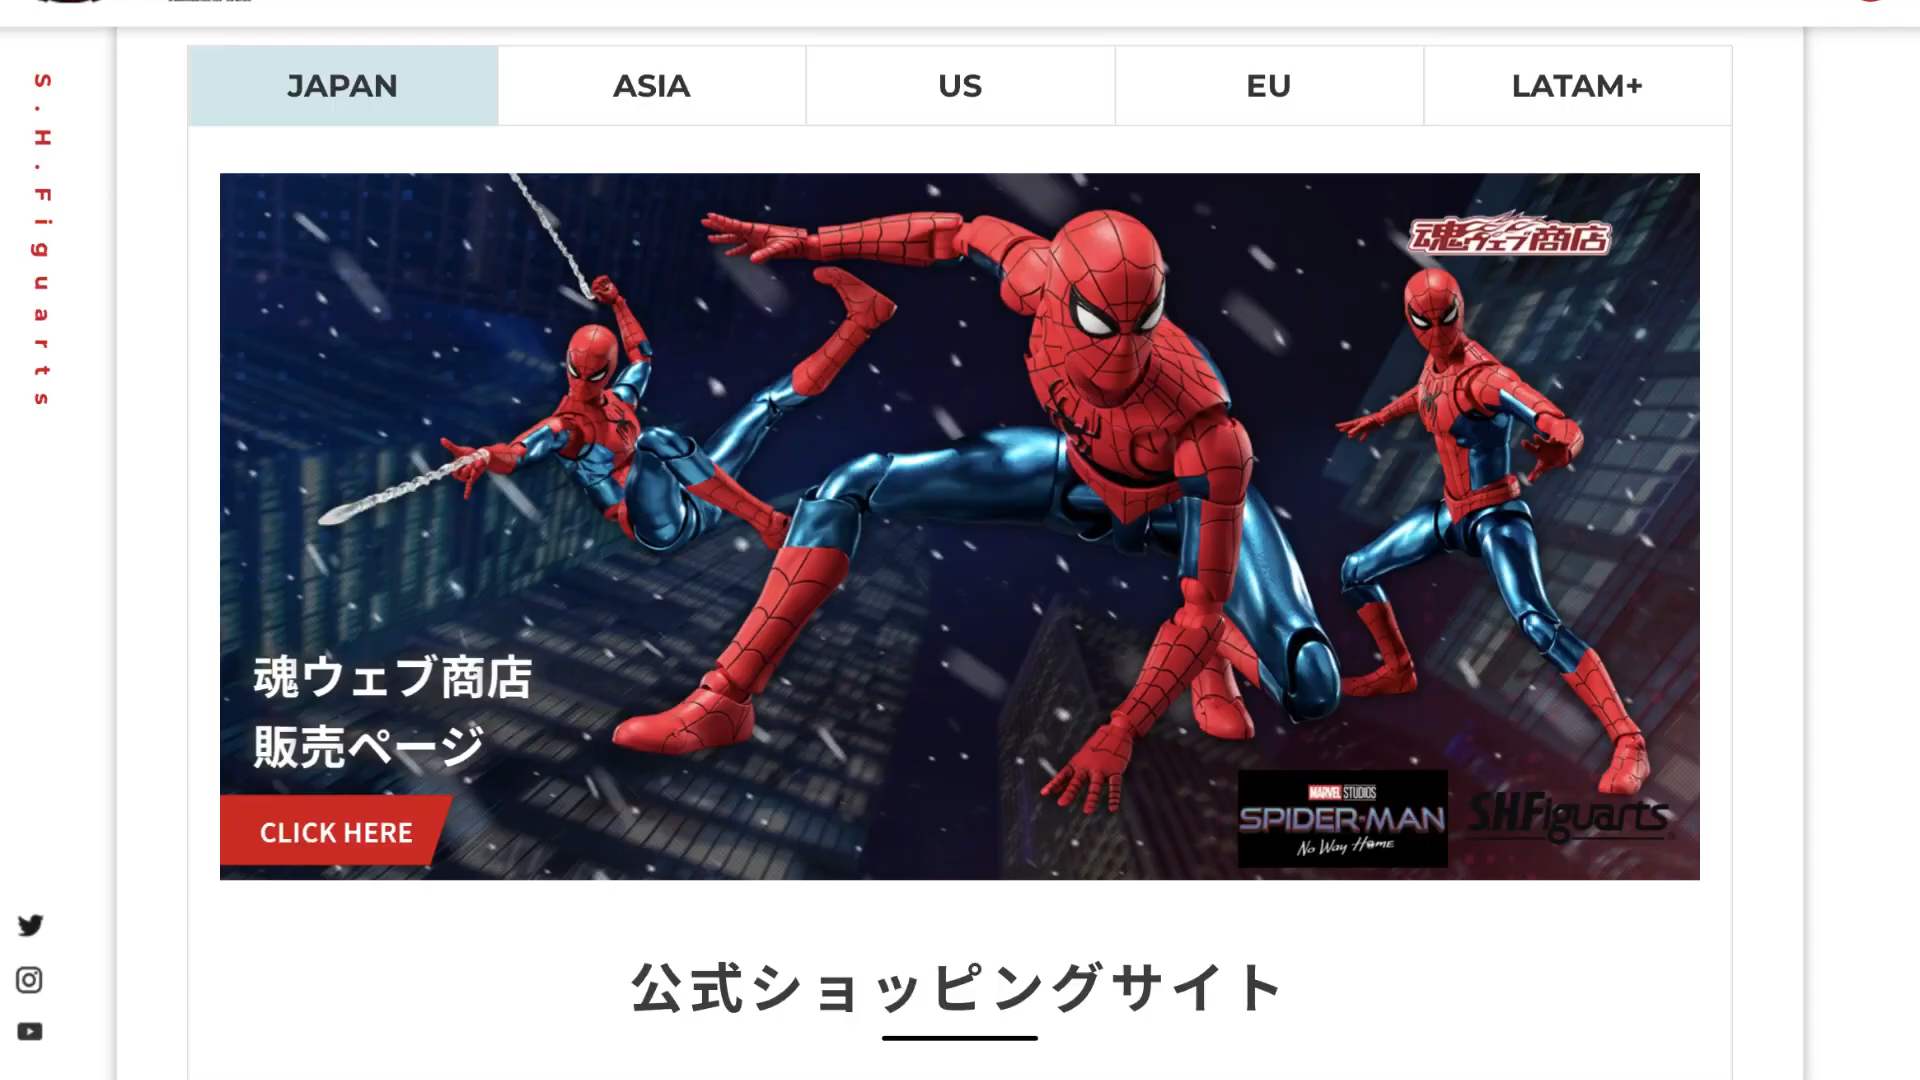 JAPAN
ASIA
US
EU
LATAM+
S.H.Figuarts
魂ウェブ商店
魂ウェブ商店
販売ページ
CLICK HERE
MARVEL STUDIOS
SPIDER-MAN
No Way Home
S.H.Figuarts
公式ショッピングサイト